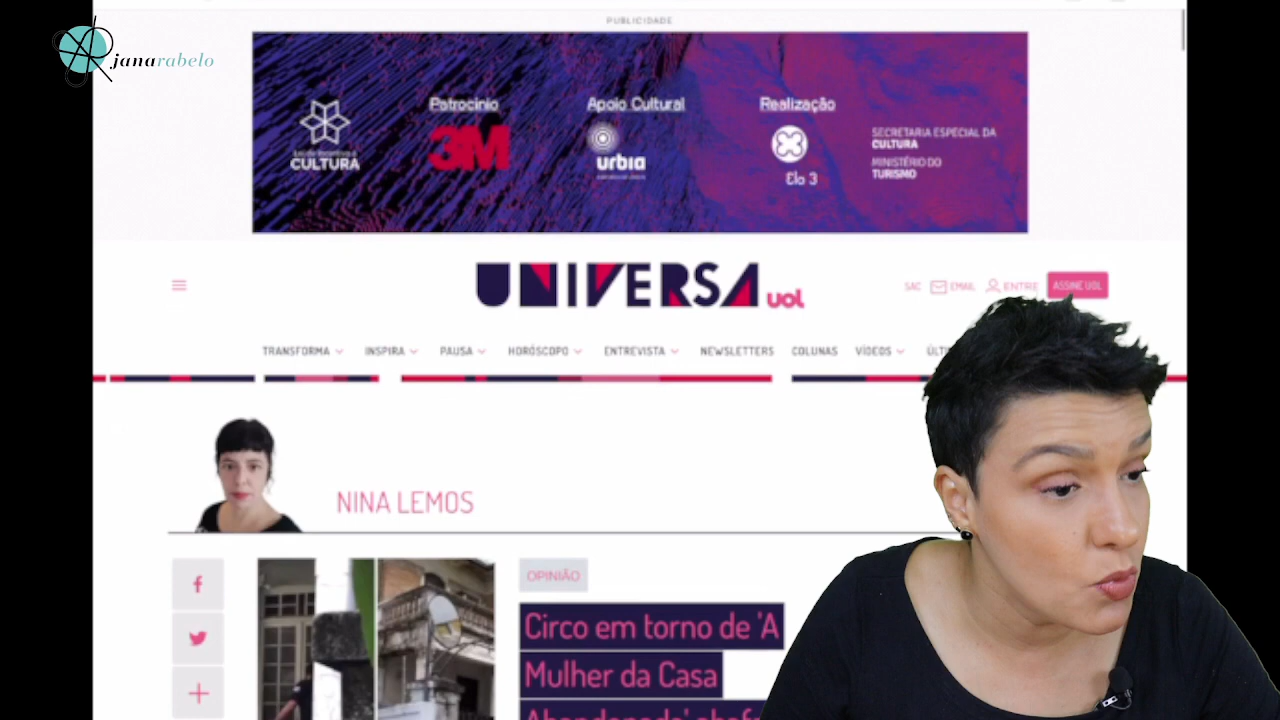 PUBLICIDADE
janarabelo
Patrocínio
Apoio Cultural
Realização
CULTURA
3M
urbia
Elo 3
SECRETARIA ESPECIAL DA
CULTURA
MINISTÉRIO DO
TURISMO
UNIVERSA uol
SAC
EMAIL
ENTRE
ASSINE UOL
TRANSFORMA
INSPIRA
PAUSA
HORÓSCOPO
ENTREVISTA
NEWSLETTERS
COLUNAS
VÍDEOS
NINA LEMOS
OPINIÃO
Circo em torno de 'A
Mulher da Casa
Abandonada'